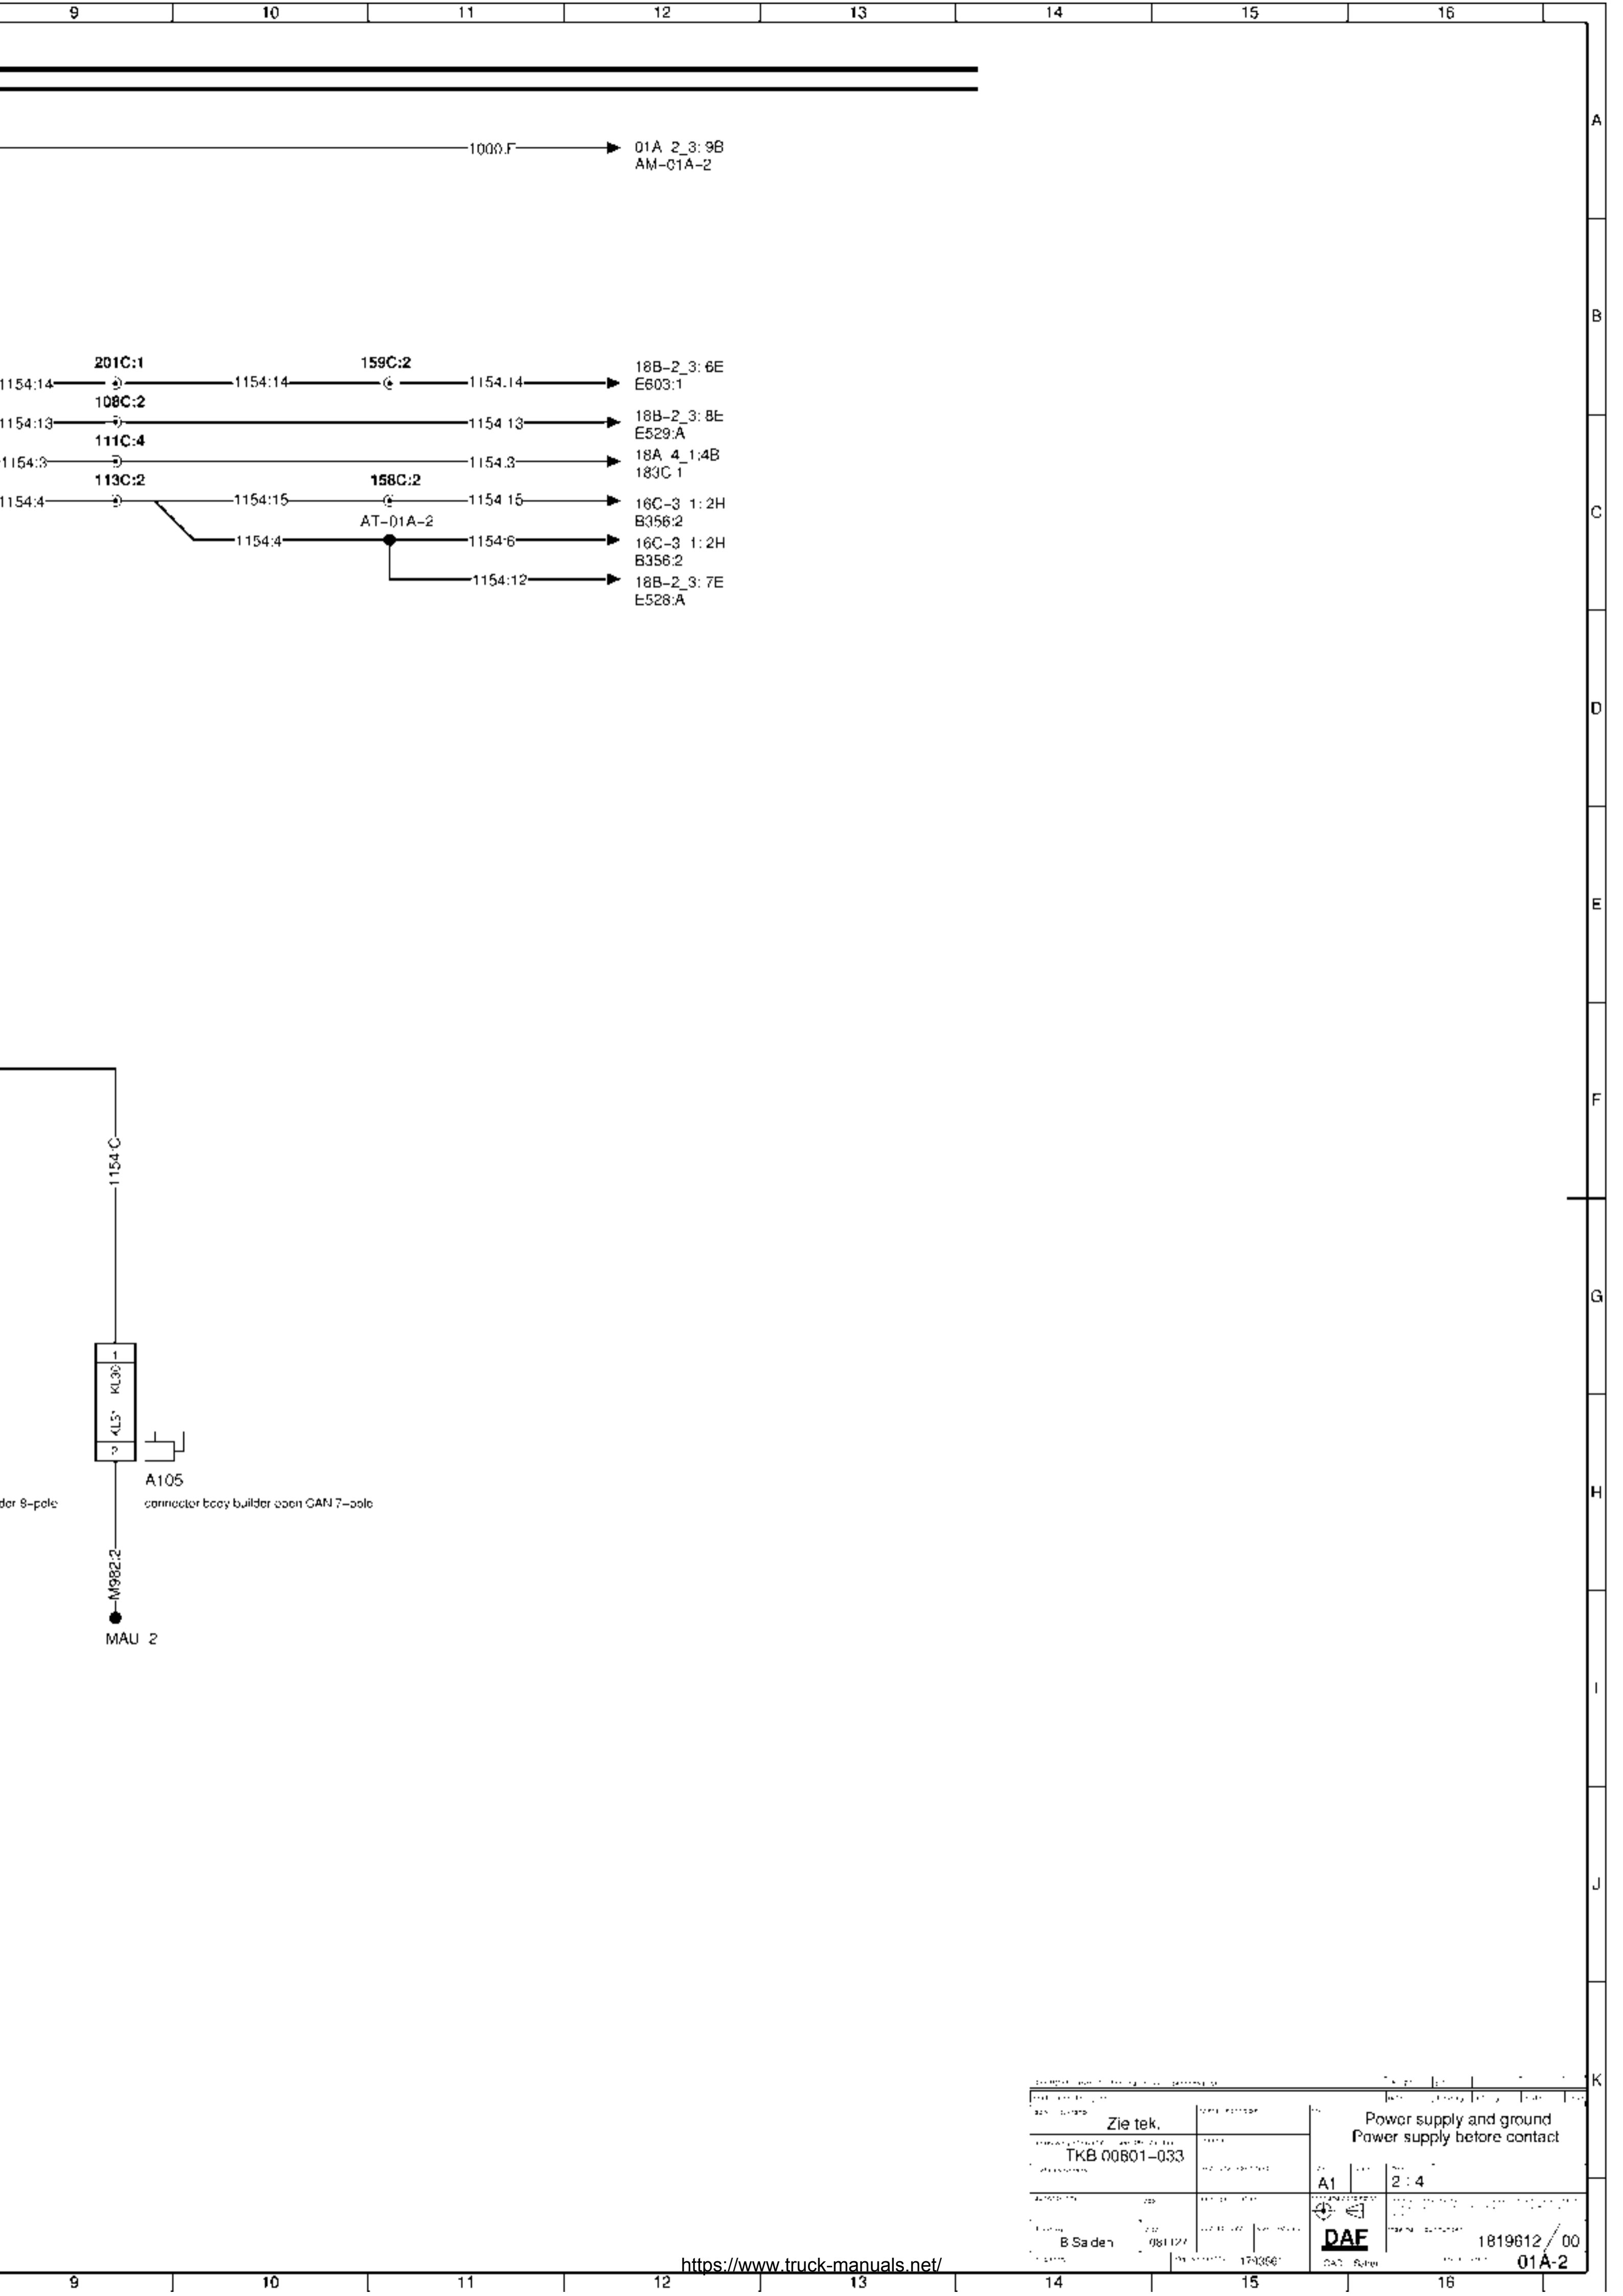 9 10 11 12 13 14 15 16
A
1000:F 01A 2_3: 9B
AM-01A-2
B
201C:1 159C:2 18B-2_3: 6E
1154:14 1154:14 1154.14 E603:1
108C:2 18B-2_3: 8E
1154:13 1154 13 E529:A
111C:4 18A 4_1:4B
1154:3 1154.3 183C 1
113C:2 158C:2 16C-3 1: 2H
1154:4 1154:15 1154 15 B356:2
C
AT-01A-2 16C-3 1: 2H
1154:4 1154:6 B356:2
1154:12 18B-2_3: 7E
E528:A
D
E
F
1154:C
G
1
KL30
KL31
2
A105
der 8-pole connector body builder open CAN 7-pole
H
M982:2
MAU 2
I
J
K
Zie tek.
Power supply and ground
Power supply before contact
TKB 00801-033
A1 2 : 4
B Saden 081127
DAF
1819612 / 00
01A-2
https://www.truck-manuals.net/
9 10 11 12 13 14 15 16